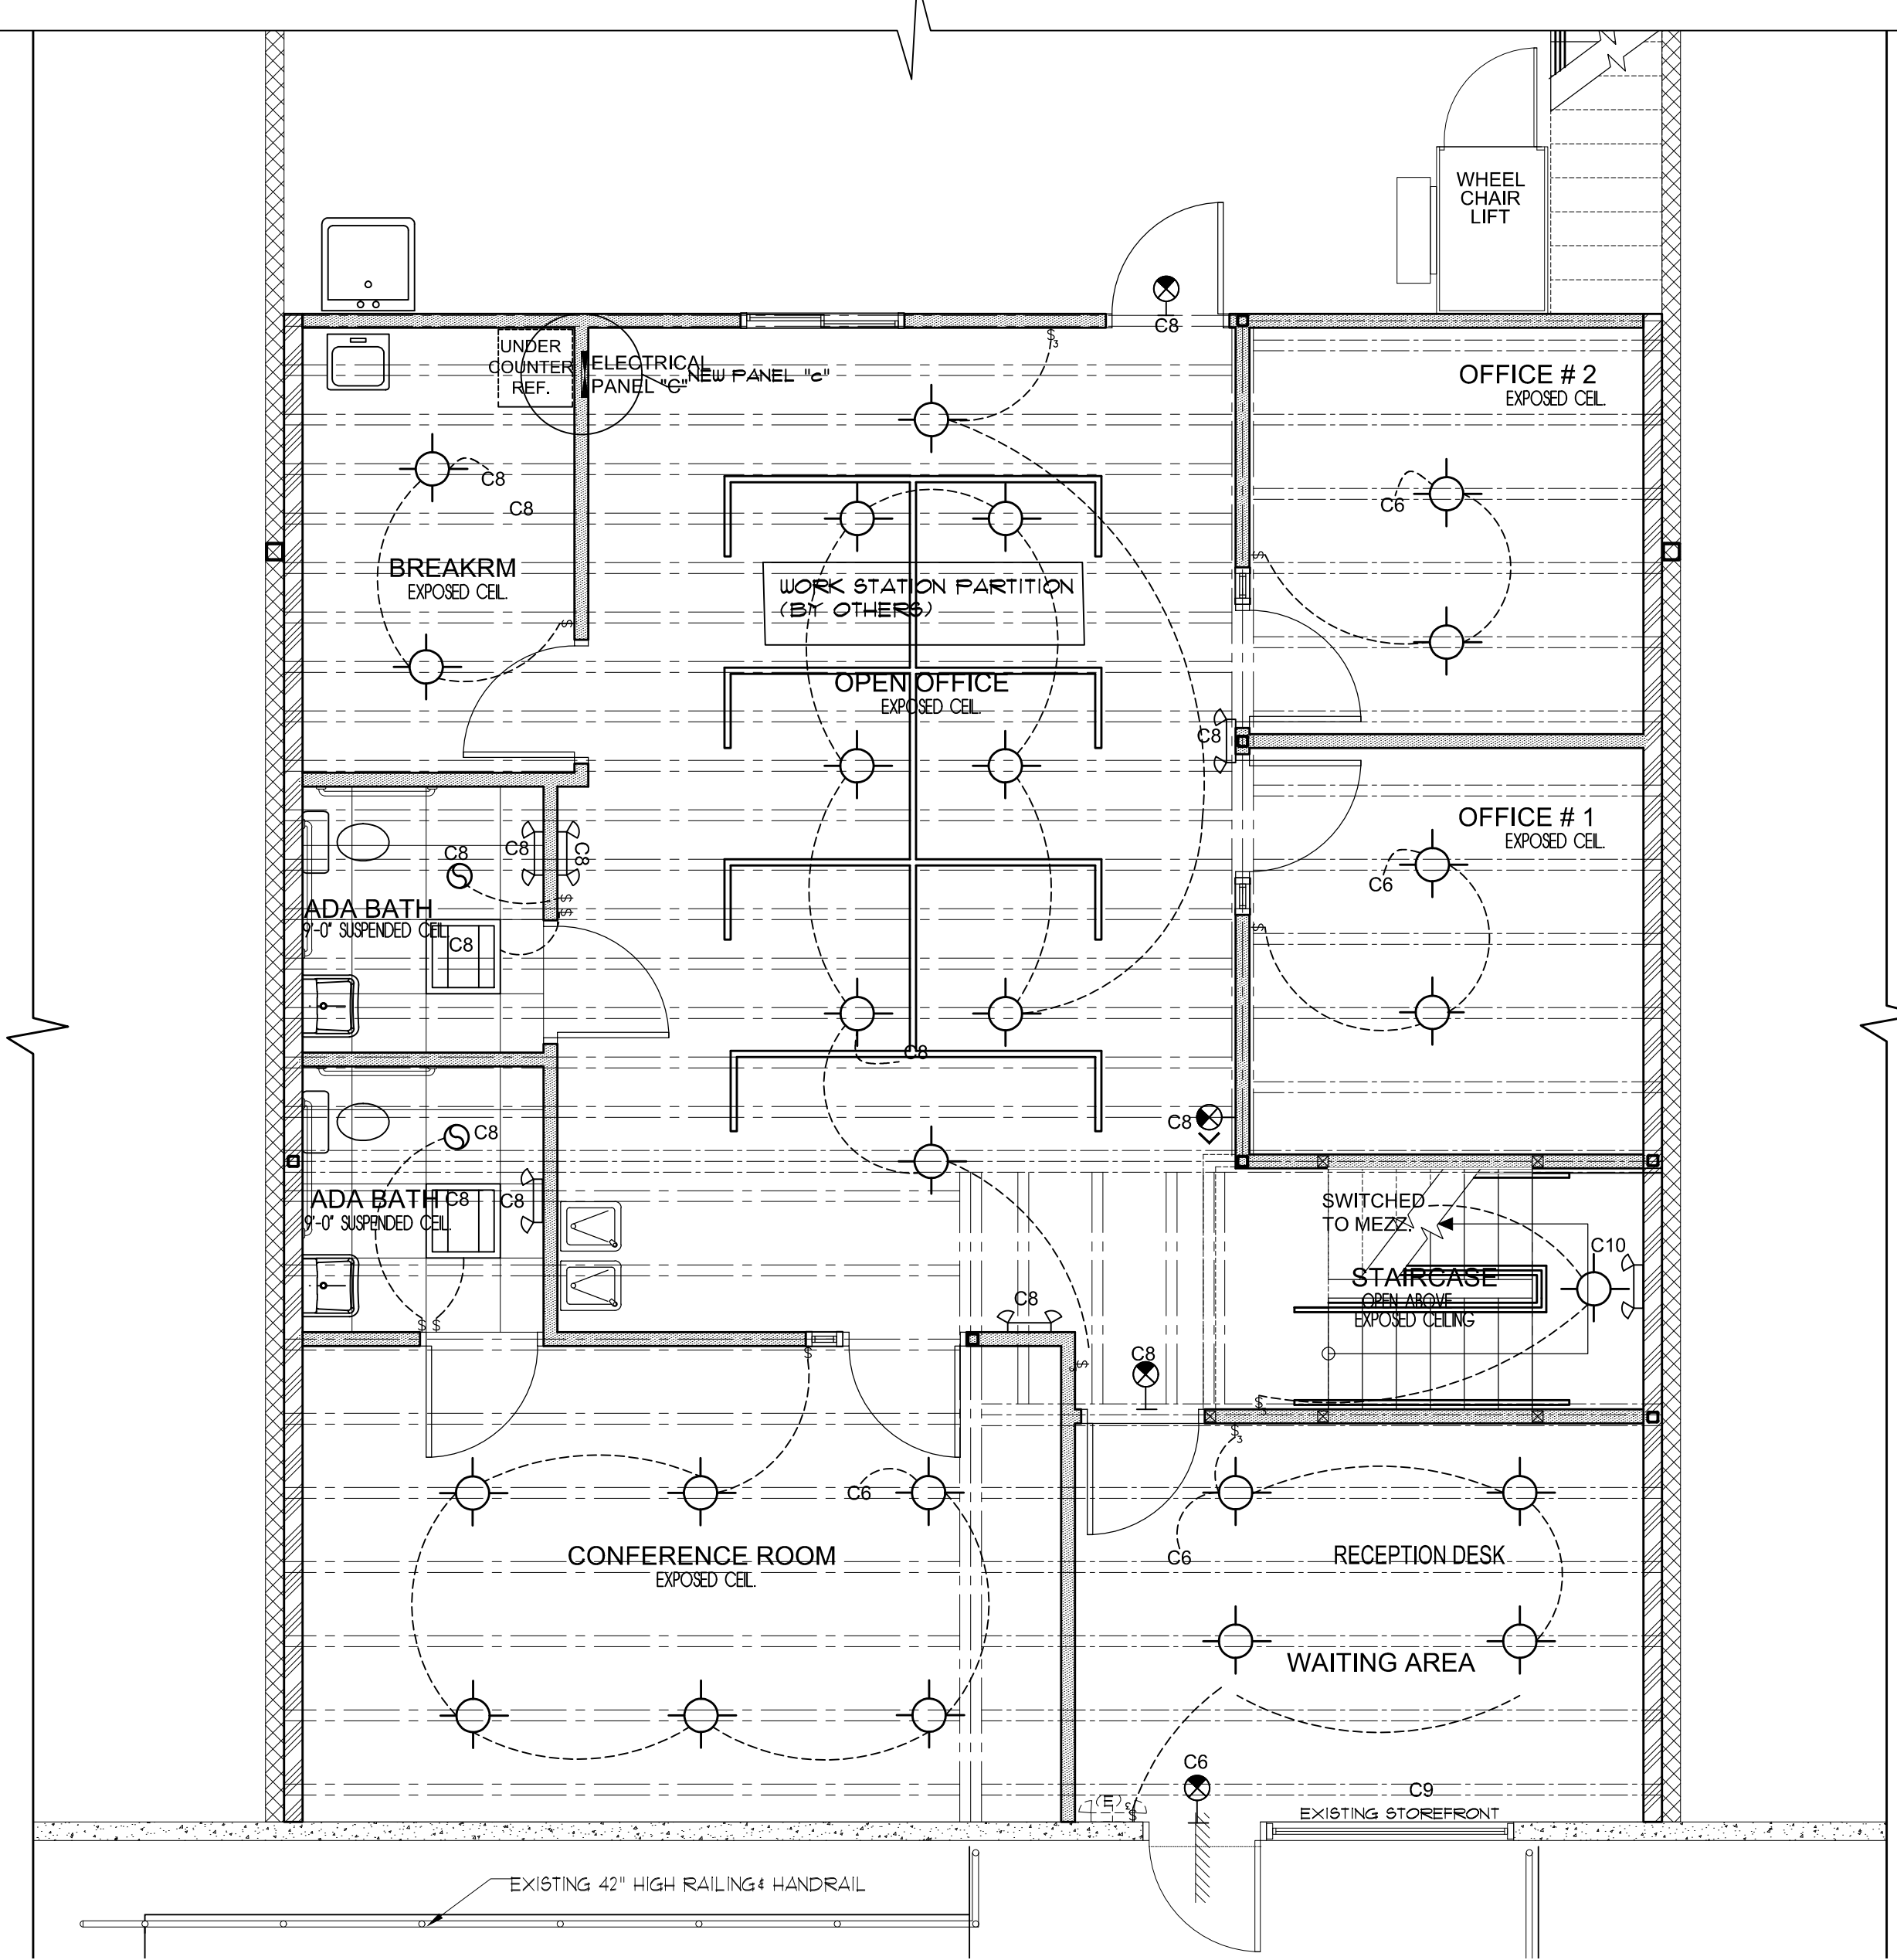 WHEEL
CHAIR
LIFT
C8
UNDER
COUNTER
REF.
ELECTRICAL
PANEL "C"
NEW PANEL "c"
OFFICE # 2
EXPOSED CEIL.
C8
C8
C6
BREAKRM
EXPOSED CEIL.
WORK STATION PARTITION
(BY OTHERS)
OPEN OFFICE
EXPOSED CEIL.
C8
OFFICE # 1
EXPOSED CEIL.
C8
C8
C8
C6
ADA BATH
9'-0" SUSPENDED CEIL.
C8
C8
C8
C8
ADA BATH
9'-0" SUSPENDED CEIL.
C8
C8
SWITCHED
TO MEZZ.
C10
STAIRCASE
OPEN ABOVE
EXPOSED CEILING
C8
C8
C6
CONFERENCE ROOM
EXPOSED CEIL.
C6
RECEPTION DESK
WAITING AREA
C6
C9
(E)
EXISTING STOREFRONT
EXISTING 42" HIGH RAILING & HANDRAIL